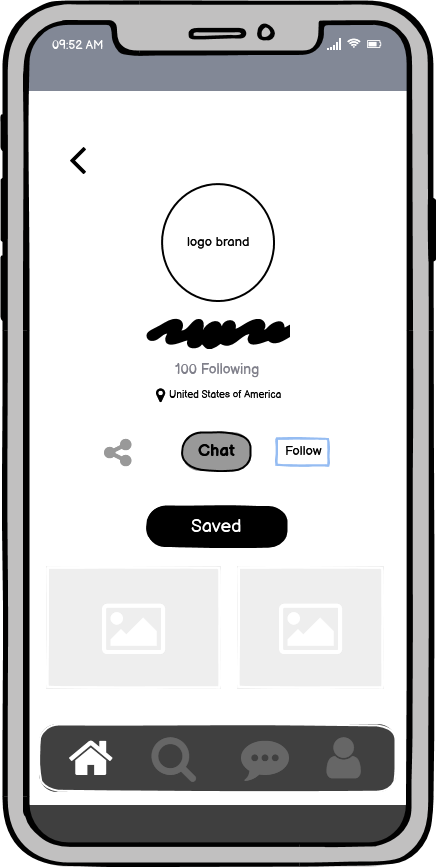 09:52 AM
logo brand
100 Following
United States of America
Chat
Follow
Saved